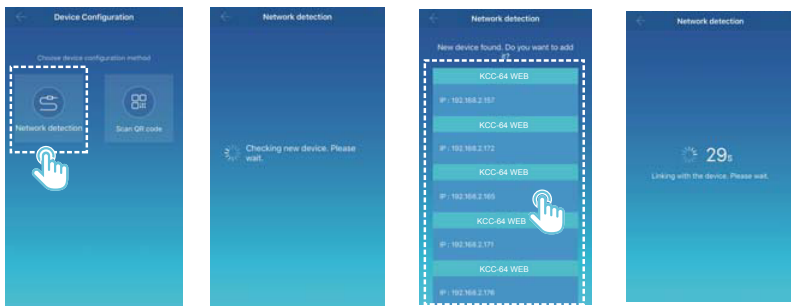 Device Configuration
Choose device configuration method
Network detection
Scan QR code
Network detection
Checking new device. Please
wait.
Network detection
New device found. Do you want to add
it?
KCC-64 WEB
IP : 192.168.2.157
KCC-64 WEB
IP : 192.168.2.172
KCC-64 WEB
IP : 192.168.2.165
KCC-64 WEB
IP : 192.168.2.171
KCC-64 WEB
IP : 192.168.2.176
Network detection
29s
Linking with the device. Please wait.